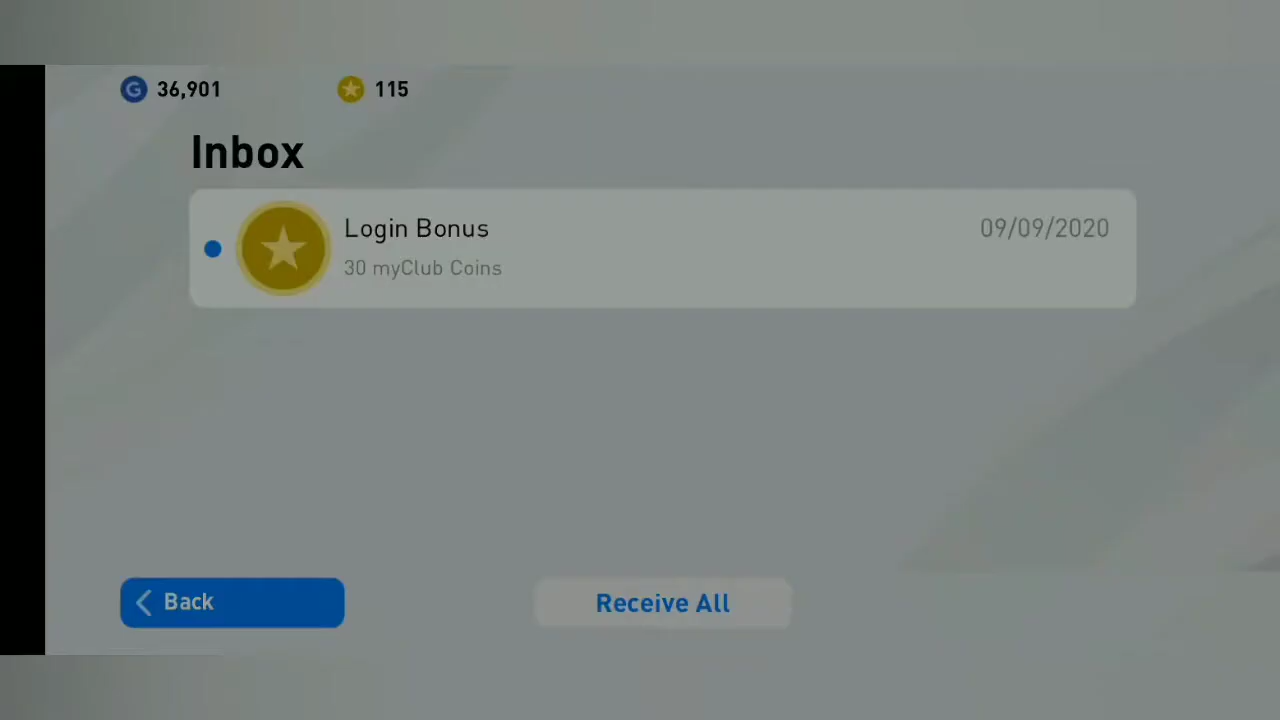 G 36,901 115
Inbox
Login Bonus 09/09/2020
30 myClub Coins
Back
Receive All